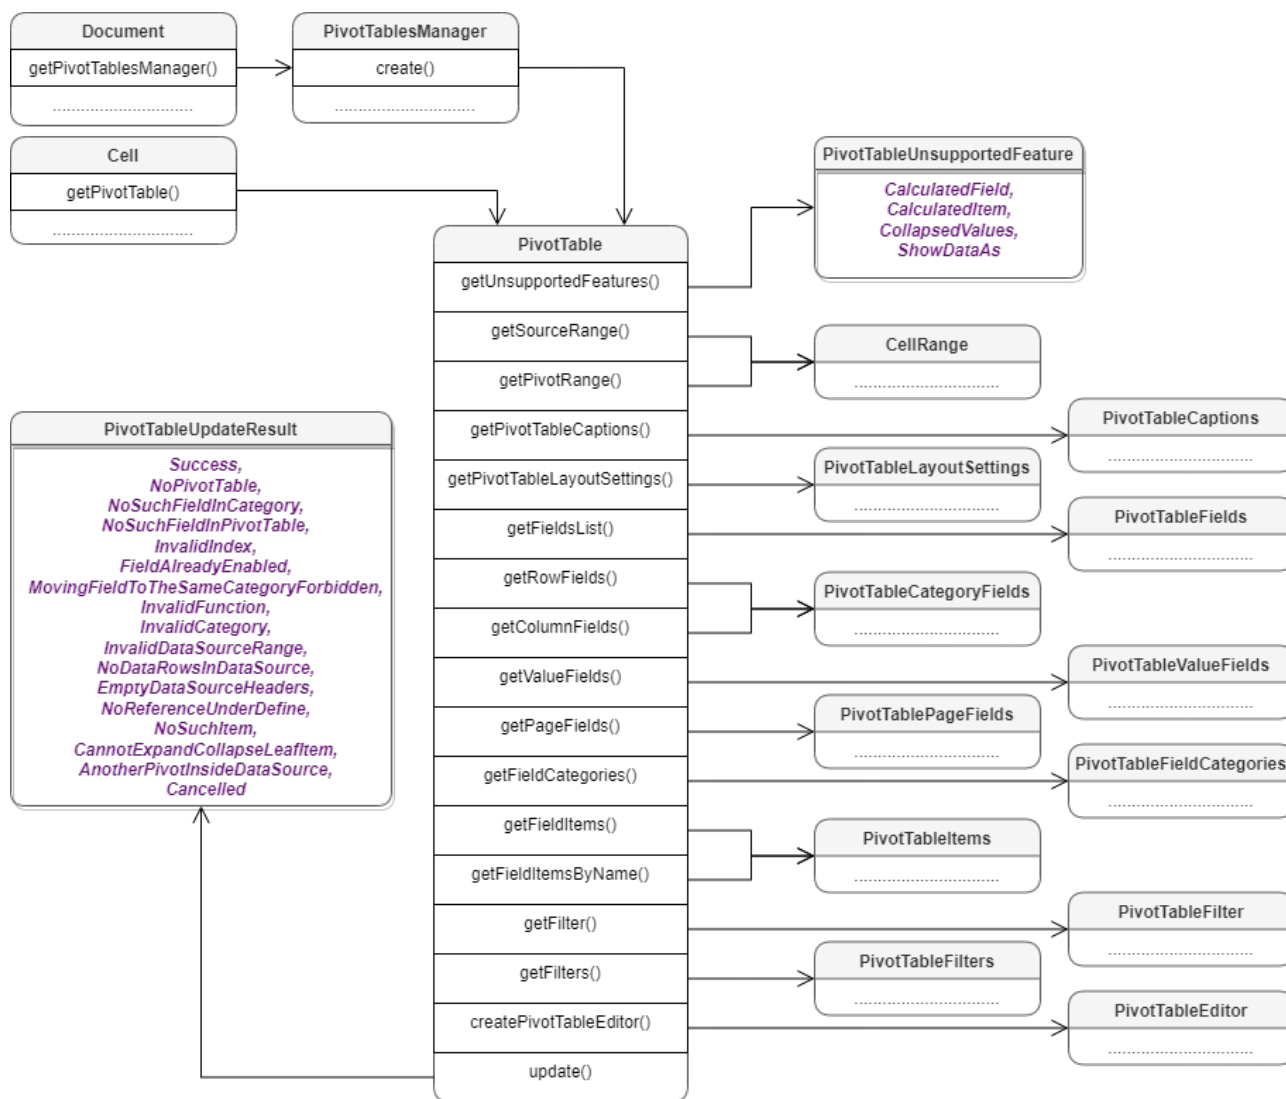 Document
getPivotTablesManager()
................................
PivotTablesManager
create()
................................
Cell
getPivotTable()
................................
PivotTable
getUnsupportedFeatures()
getSourceRange()
getPivotRange()
getPivotTableCaptions()
getPivotTableLayoutSettings()
getFieldsList()
getRowFields()
getColumnFields()
getValueFields()
getPageFields()
getFieldCategories()
getFieldItems()
getFieldItemsByName()
getFilter()
getFilters()
createPivotTableEditor()
update()
PivotTableUpdateResult
Success,
NoPivotTable,
NoSuchFieldInCategory,
NoSuchFieldInPivotTable,
InvalidIndex,
FieldAlreadyEnabled,
MovingFieldToTheSameCategoryForbidden,
InvalidFunction,
InvalidCategory,
InvalidDataSourceRange,
NoDataRowsInDataSource,
EmptyDataSourceHeaders,
NoReferenceUnderDefine,
NoSuchItem,
CannotExpandCollapseLeafItem,
AnotherPivotInsideDataSource,
Cancelled
PivotTableUnsupportedFeature
CalculatedField,
CalculatedItem,
CollapsedValues,
ShowDataAs
CellRange
................................
PivotTableCaptions
................................
PivotTableLayoutSettings
................................
PivotTableFields
................................
PivotTableCategoryFields
................................
PivotTableValueFields
................................
PivotTablePageFields
................................
PivotTableFieldCategories
................................
PivotTableItems
................................
PivotTableFilter
................................
PivotTableFilters
................................
PivotTableEditor
................................